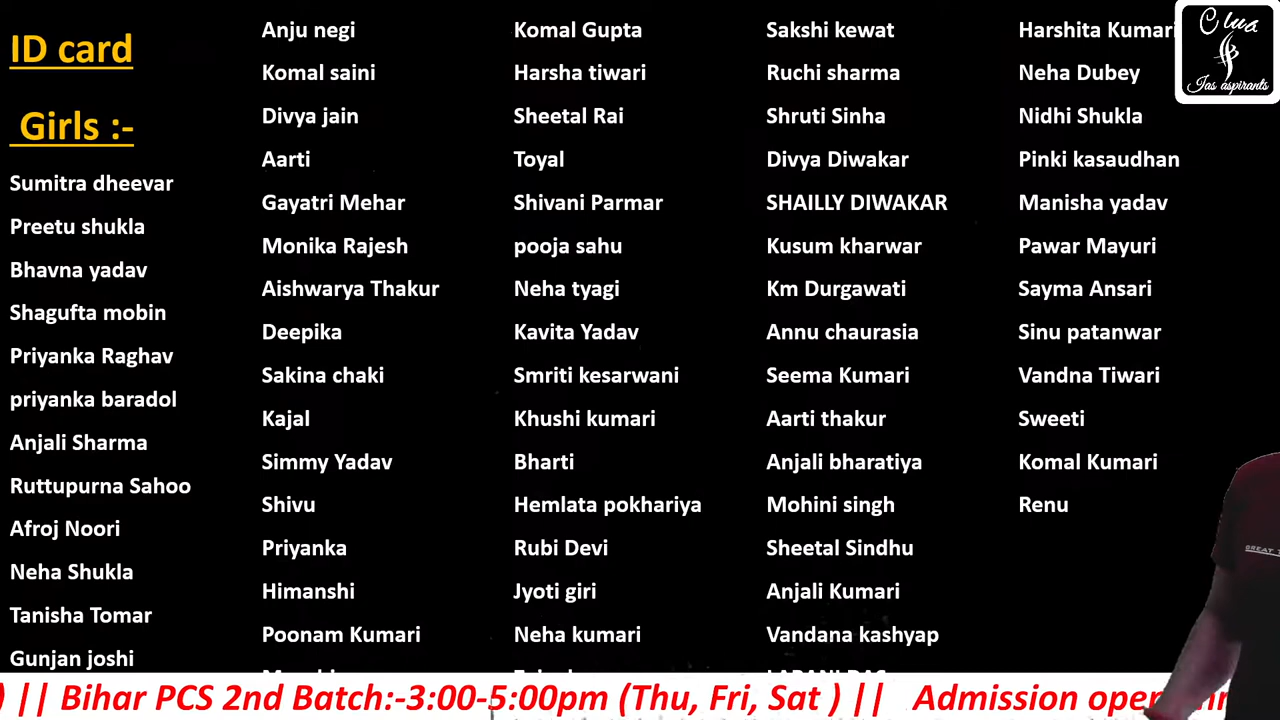 ID card
Girls :-
Sumitra dheevar
Preetu shukla
Bhavna yadav
Shagufta mobin
Priyanka Raghav
priyanka baradol
Anjali Sharma
Ruttupurna Sahoo
Afroj Noori
Neha Shukla
Tanisha Tomar
Gunjan joshi
Anju negi
Komal saini
Divya jain
Aarti
Gayatri Mehar
Monika Rajesh
Aishwarya Thakur
Deepika
Sakina chaki
Kajal
Simmy Yadav
Shivu
Priyanka
Himanshi
Poonam Kumari
Komal Gupta
Harsha tiwari
Sheetal Rai
Toyal
Shivani Parmar
pooja sahu
Neha tyagi
Kavita Yadav
Smriti kesarwani
Khushi kumari
Bharti
Hemlata pokhariya
Rubi Devi
Jyoti giri
Neha kumari
Sakshi kewat
Ruchi sharma
Shruti Sinha
Divya Diwakar
SHAILLY DIWAKAR
Kusum kharwar
Km Durgawati
Annu chaurasia
Seema Kumari
Aarti thakur
Anjali bharatiya
Mohini singh
Sheetal Sindhu
Anjali Kumari
Vandana kashyap
Harshita Kumari
Neha Dubey
Nidhi Shukla
Pinki kasaudhan
Manisha yadav
Pawar Mayuri
Sayma Ansari
Sinu patanwar
Vandna Tiwari
Sweeti
Komal Kumari
Renu
Clua
Ias aspirants
) || Bihar PCS 2nd Batch:-3:00-5:00pm (Thu, Fri, Sat ) || Admission open